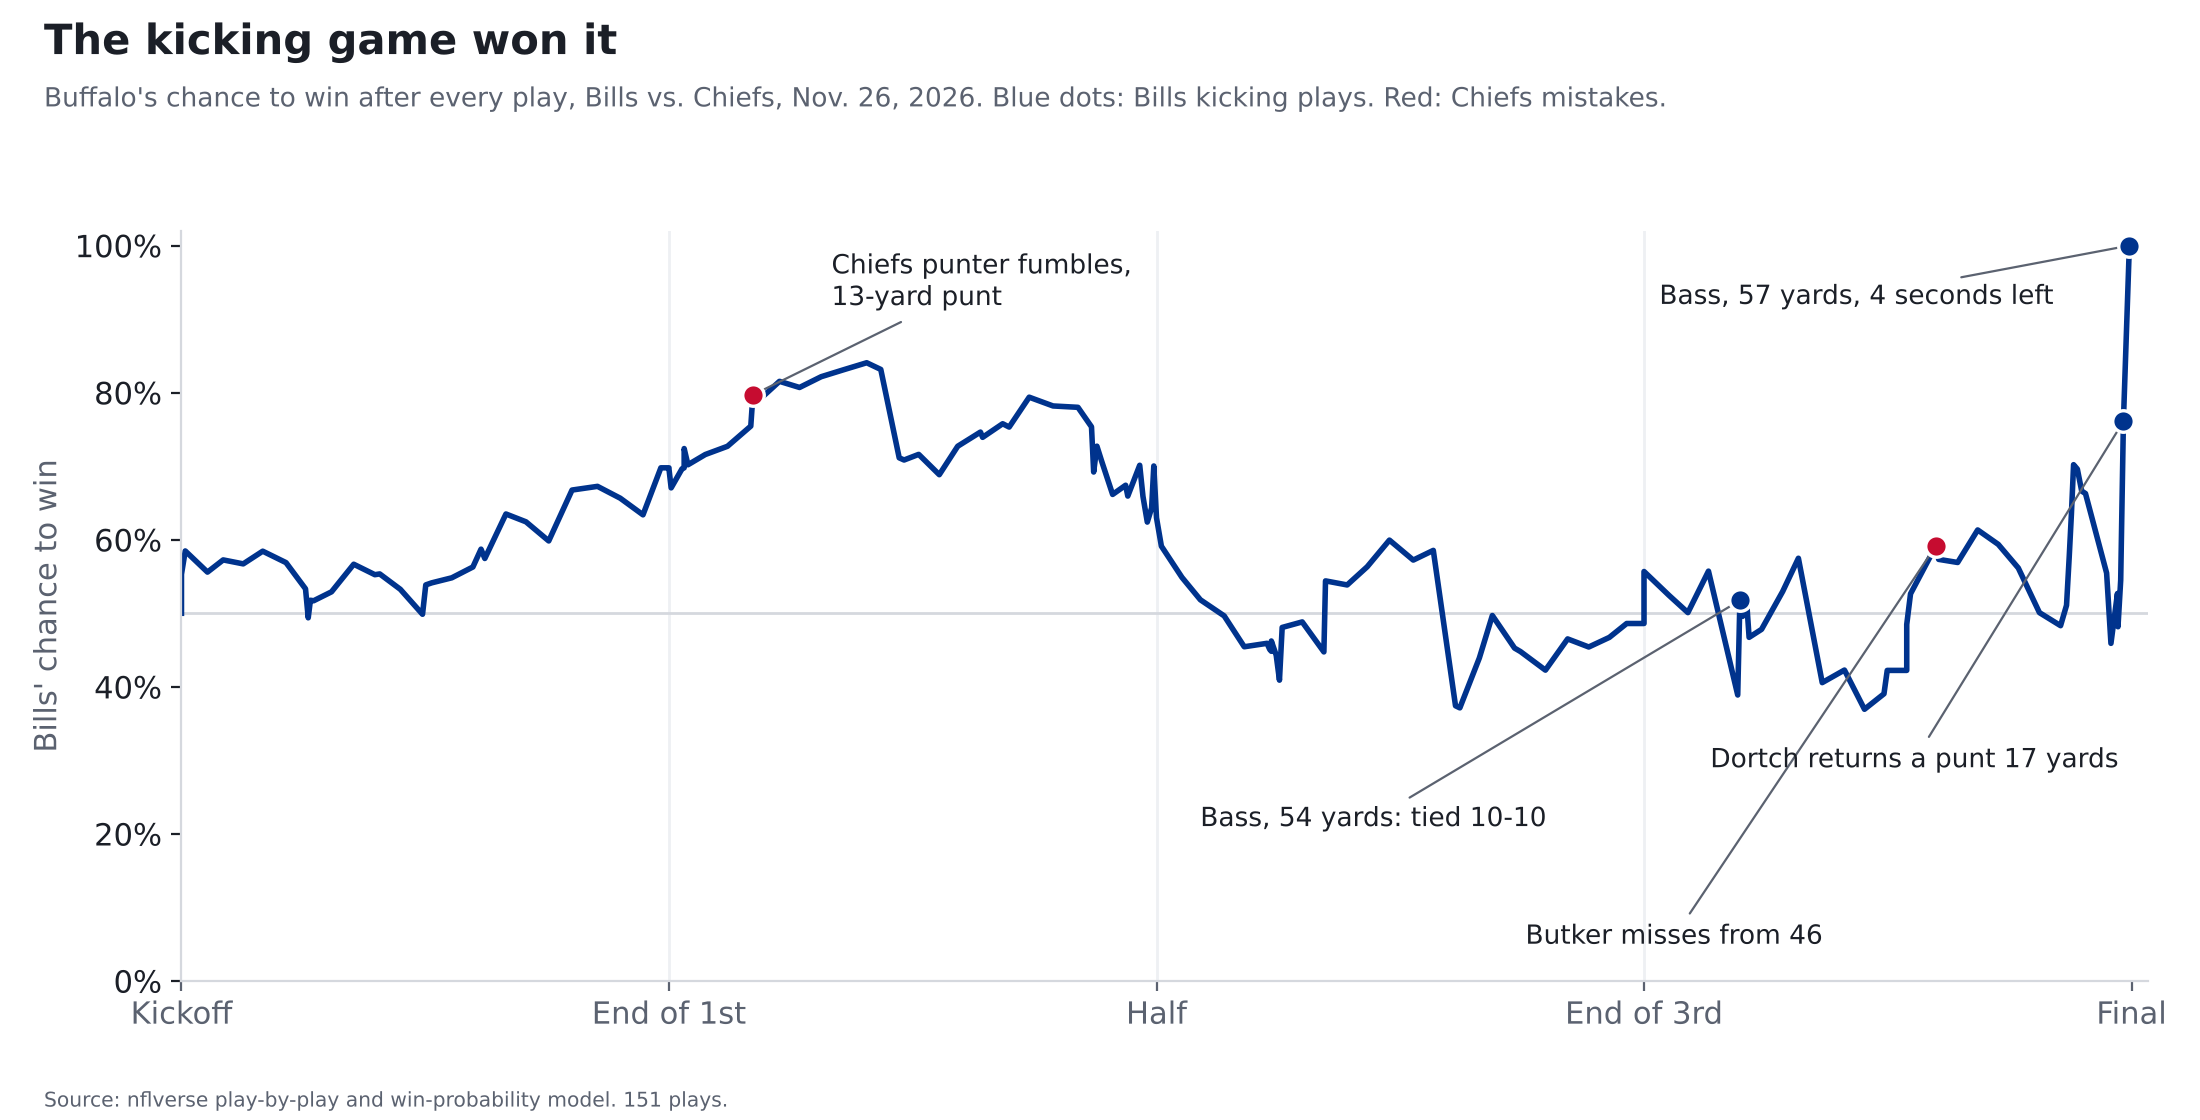 The kicking game won it
Buffalo's chance to win after every play, Bills vs. Chiefs, Nov. 26, 2026. Blue dots: Bills kicking plays. Red: Chiefs mistakes.
Bills' chance to win
100%
80%
60%
40%
20%
0%
Chiefs punter fumbles,
13-yard punt
Bass, 57 yards, 4 seconds left
Dortch returns a punt 17 yards
Bass, 54 yards: tied 10-10
Butker misses from 46
Kickoff
End of 1st
Half
End of 3rd
Final
Source: nflverse play-by-play and win-probability model. 151 plays.